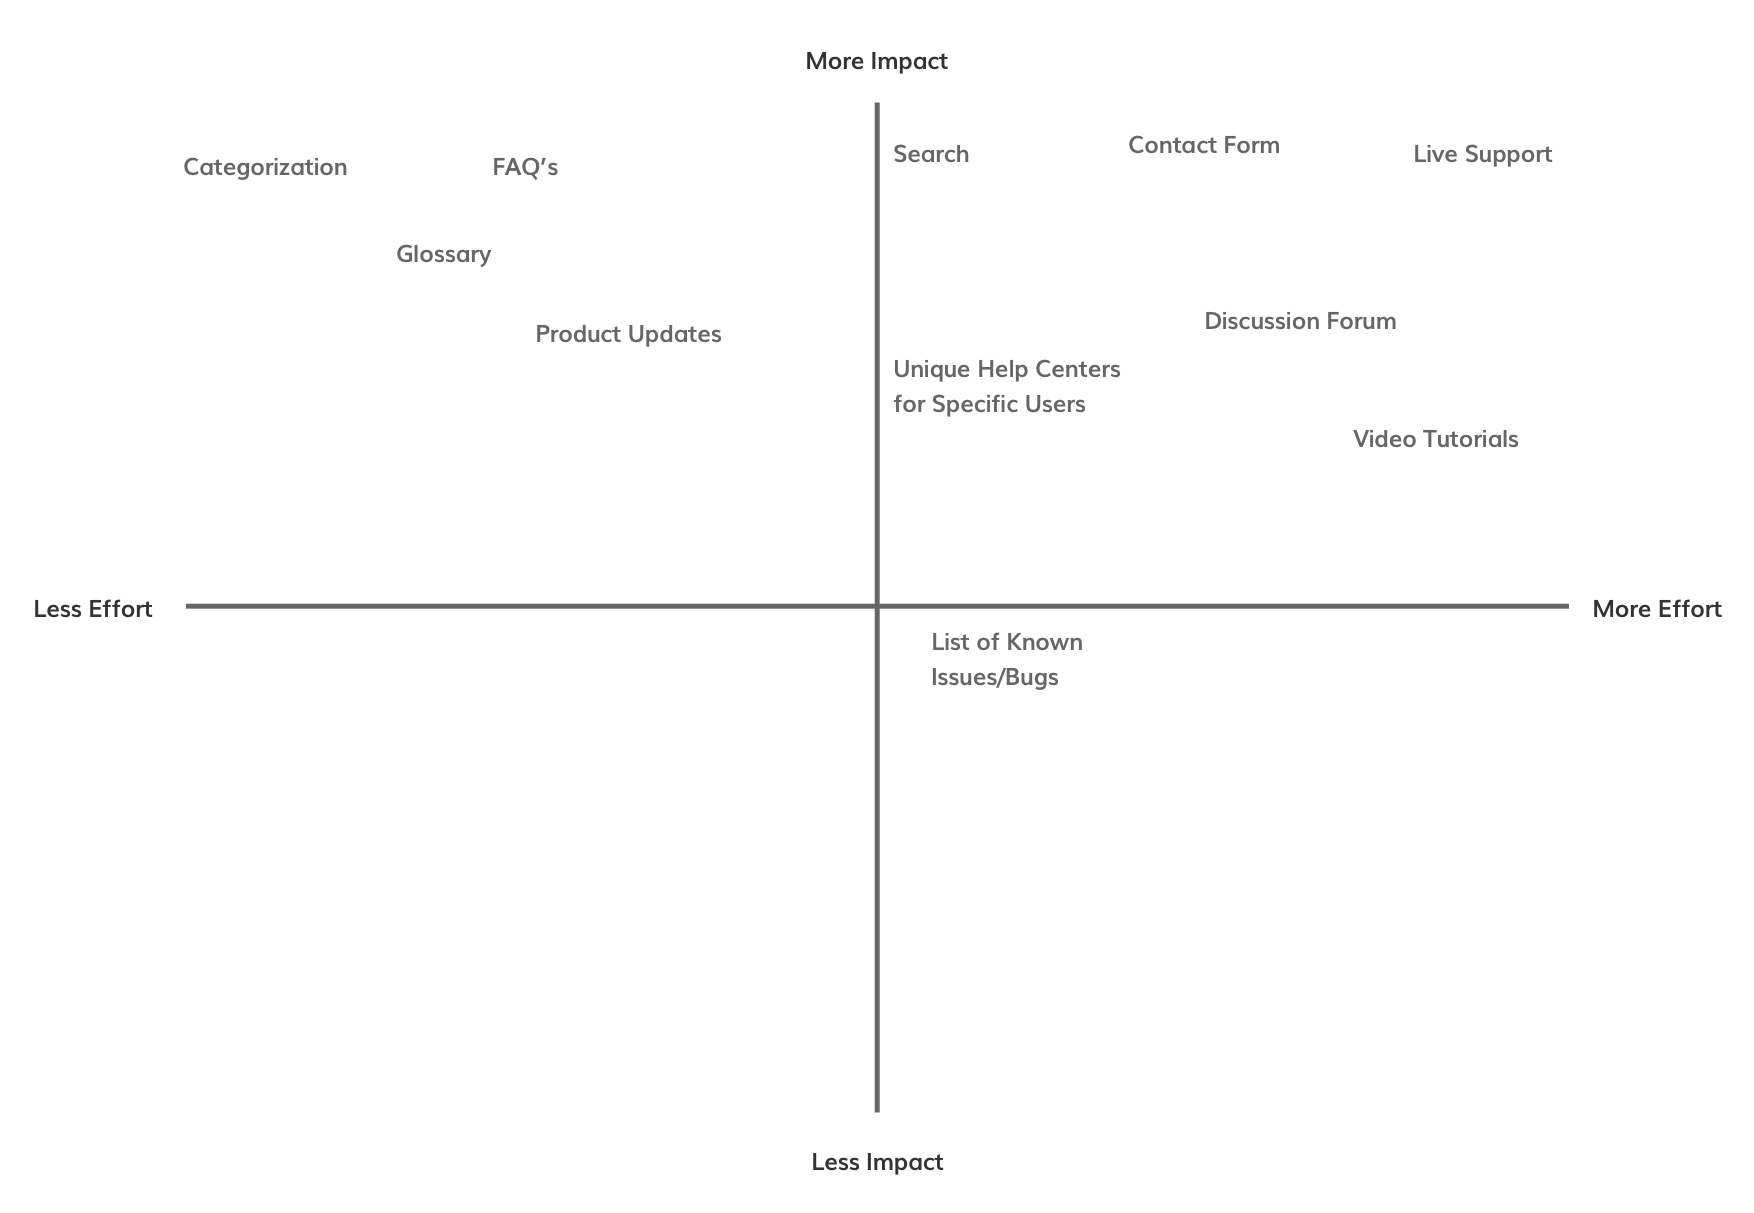 More Impact
Categorization
FAQ’s
Search
Contact Form
Live Support
Glossary
Product Updates
Discussion Forum
Unique Help Centers
for Specific Users
Video Tutorials
Less Effort
More Effort
List of Known
Issues/Bugs
Less Impact